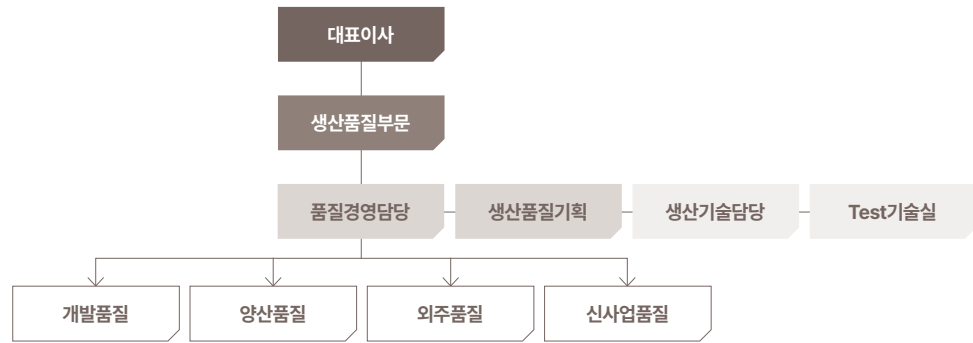 대표이사
생산품질부문
품질경영담당
생산품질기획
생산기술담당
Test기술실
개발품질
양산품질
외주품질
신사업품질